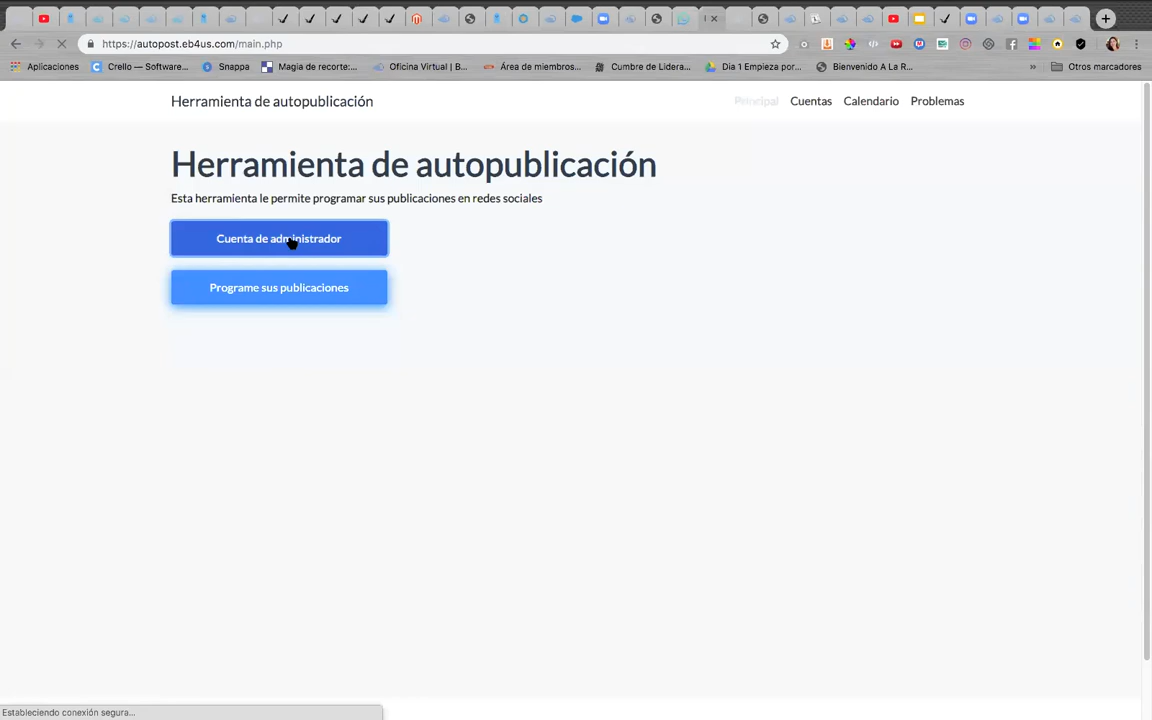 https://autopost.eb4us.com/main.php
Aplicaciones
Crello — Software...
Snappa
Magia de recorte:...
Oficina Virtual | B...
Área de miembros...
Cumbre de Lidera...
Dia 1 Empieza por...
Bienvenido A La R...
»
Otros marcadores
Herramienta de autopublicación
Principal
Cuentas
Calendario
Problemas
Herramienta de autopublicación
Esta herramienta le permite programar sus publicaciones en redes sociales
Cuenta de administrador
Programe sus publicaciones
Estableciendo conexión segura...